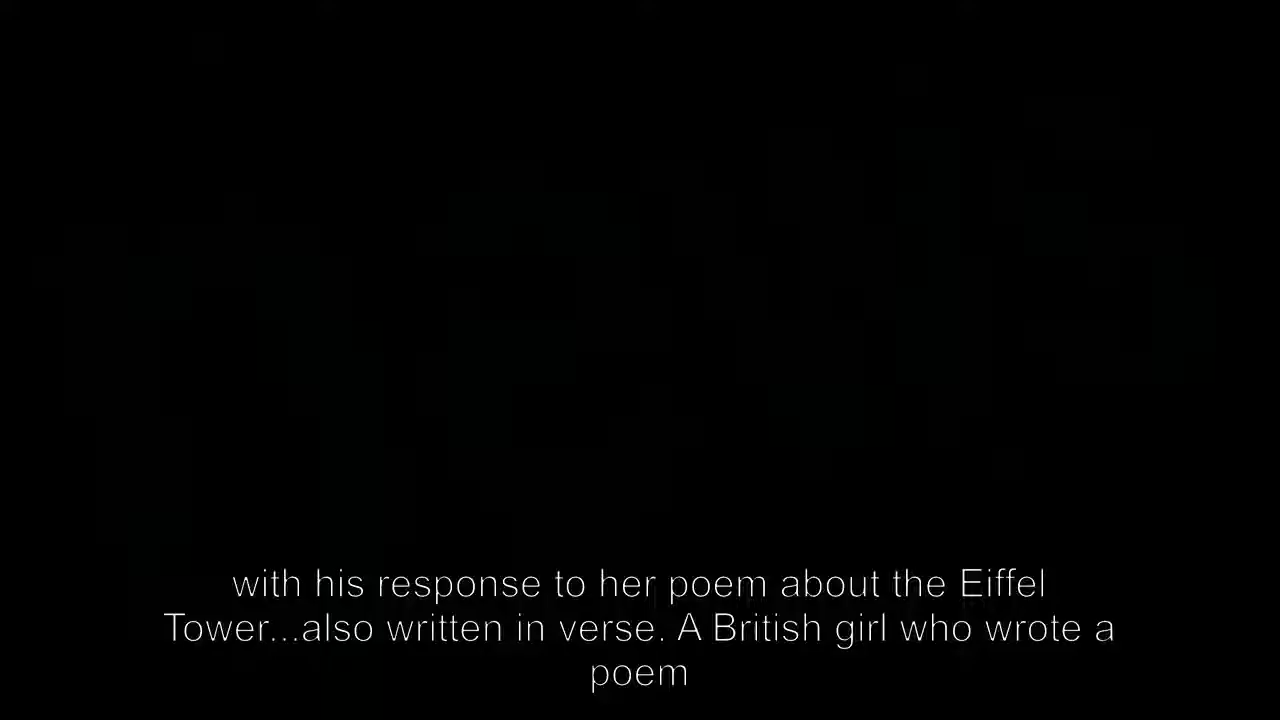 with his response to her poem about the Eiffel
Tower...also written in verse. A British girl who wrote a
poem